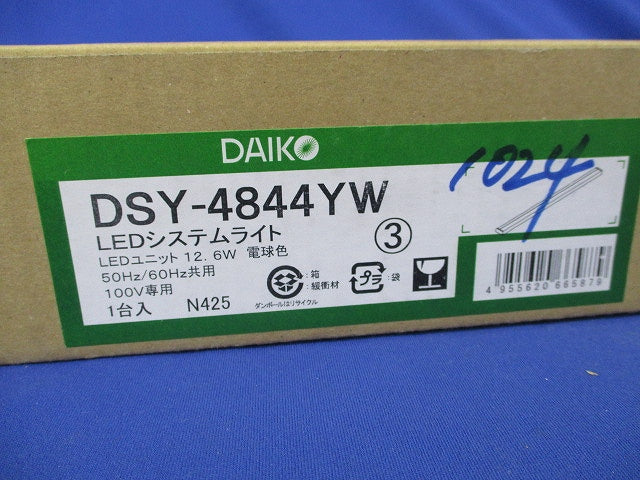 DAIKO
DSY-4844YW
1024
LEDシステムライト
③
LEDユニット 12.6W 電球色
50Hz/60Hz共用
100V専用
1台入 N425
:箱
:緩衝材
ダンボールはリサイクル
プラ
:袋
4955620665879